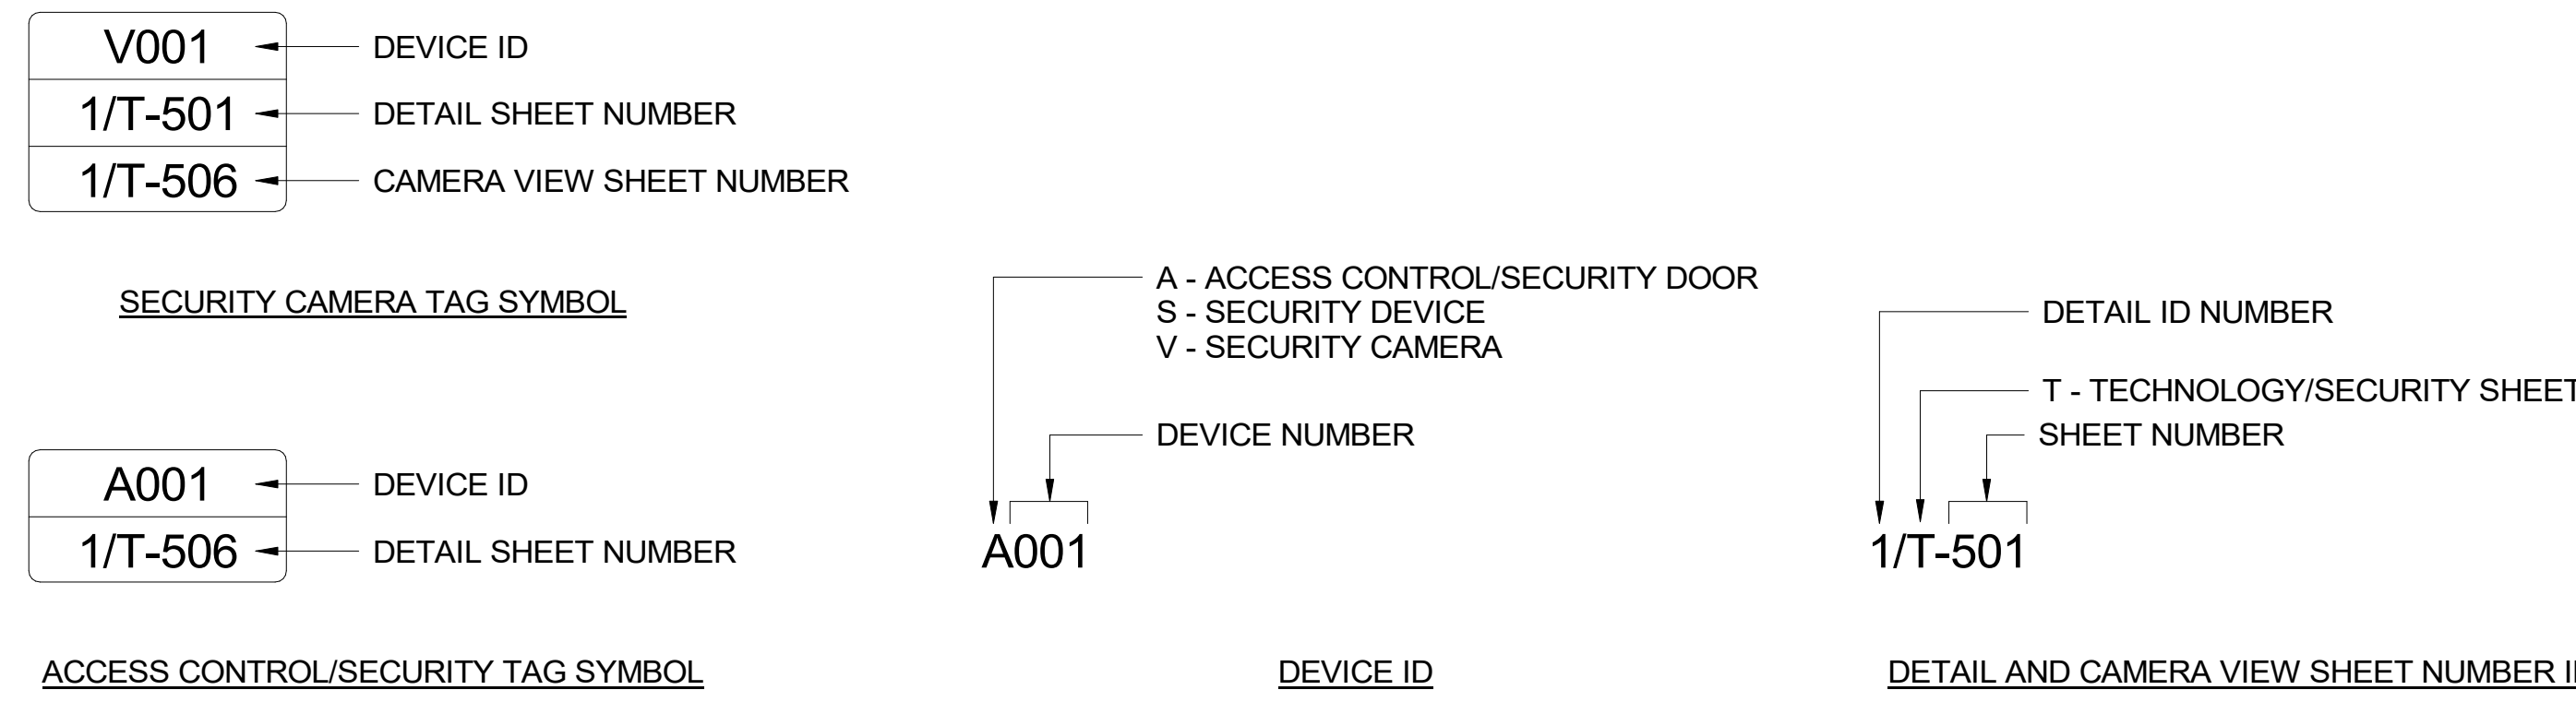 V001
DEVICE ID
1/T-501
DETAIL SHEET NUMBER
1/T-506
CAMERA VIEW SHEET NUMBER
SECURITY CAMERA TAG SYMBOL
A001
DEVICE ID
1/T-506
DETAIL SHEET NUMBER
ACCESS CONTROL/SECURITY TAG SYMBOL
A - ACCESS CONTROL/SECURITY DOOR
S - SECURITY DEVICE
V - SECURITY CAMERA
DEVICE NUMBER
A001
DEVICE ID
DETAIL ID NUMBER
T - TECHNOLOGY/SECURITY SHEET
SHEET NUMBER
1/T-501
DETAIL AND CAMERA VIEW SHEET NUMBER